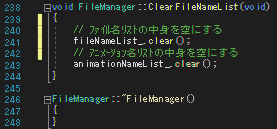 238 void FileManager::ClearFileNameList(void)
239 {
240 // ファイル名リストの中身を空にする
241 fileNameList_.clear();
242 // アニメーション名リストの中身を空にする
243 animationNameList_.clear();
244 }
245
246 FileManager::~FileManager()
247 {
248